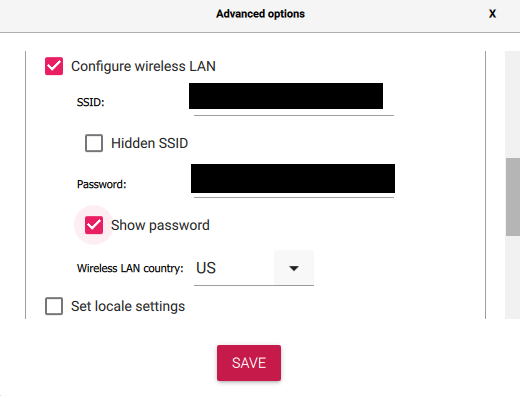 Advanced options X
Configure wireless LAN
SSID:
Hidden SSID
Password:
Show password
Wireless LAN country: US
Set locale settings
SAVE